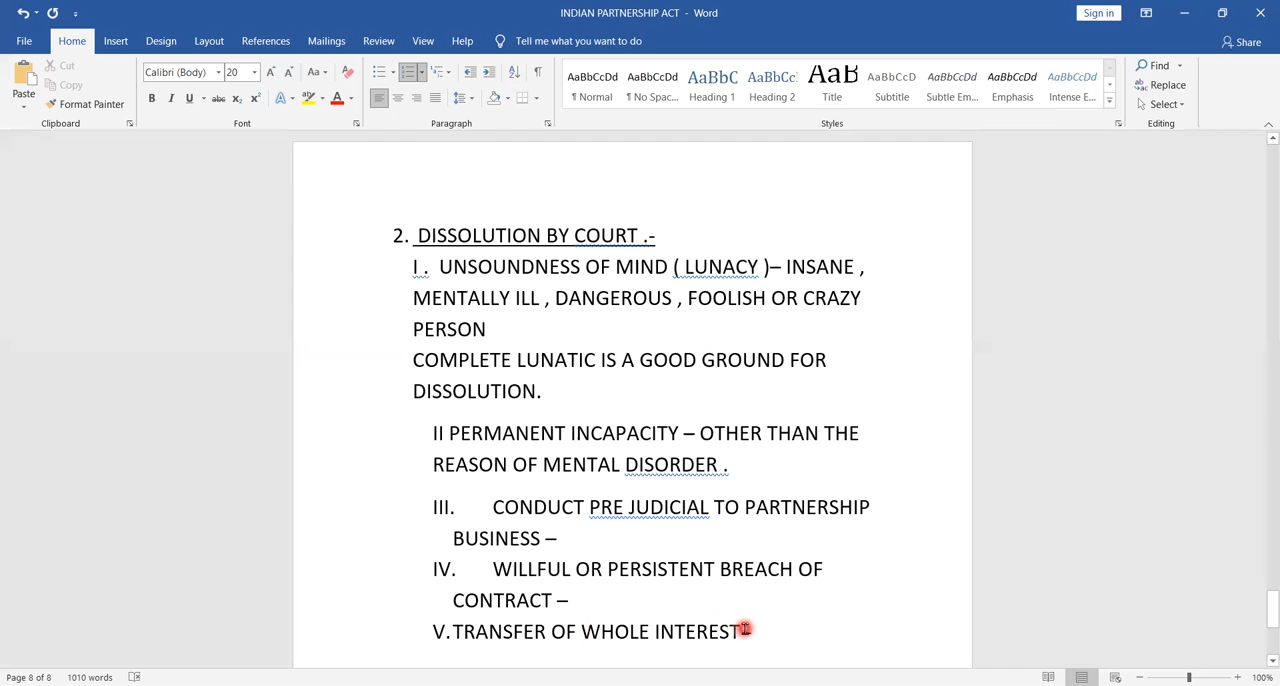 INDIAN PARTNERSHIP ACT - Word
Sign in
File Home Insert Design Layout References Mailings Review View Help Tell me what you want to do
Share
Cut
Copy
Paste
Format Painter
Calibri (Body) 20
Aa
B I U abc x₂ x²
AaBbCcDd AaBbCcDd AaBbC AaBbCc AaB AaBbCcD AaBbCcDd AaBbCcDd AaBbCcDd
¶ Normal ¶ No Spac... Heading 1 Heading 2 Title Subtitle Subtle Em... Emphasis Intense E...
Find
Replace
Select
Clipboard Font Paragraph Styles Editing
2. DISSOLUTION BY COURT .-
I . UNSOUNDNESS OF MIND ( LUNACY )– INSANE ,
MENTALLY ILL , DANGEROUS , FOOLISH OR CRAZY
PERSON
COMPLETE LUNATIC IS A GOOD GROUND FOR
DISSOLUTION.
II PERMANENT INCAPACITY – OTHER THAN THE
REASON OF MENTAL DISORDER .
III. CONDUCT PRE JUDICIAL TO PARTNERSHIP
BUSINESS –
IV. WILLFUL OR PERSISTENT BREACH OF
CONTRACT –
V. TRANSFER OF WHOLE INTEREST
Page 8 of 8 1010 words
100%